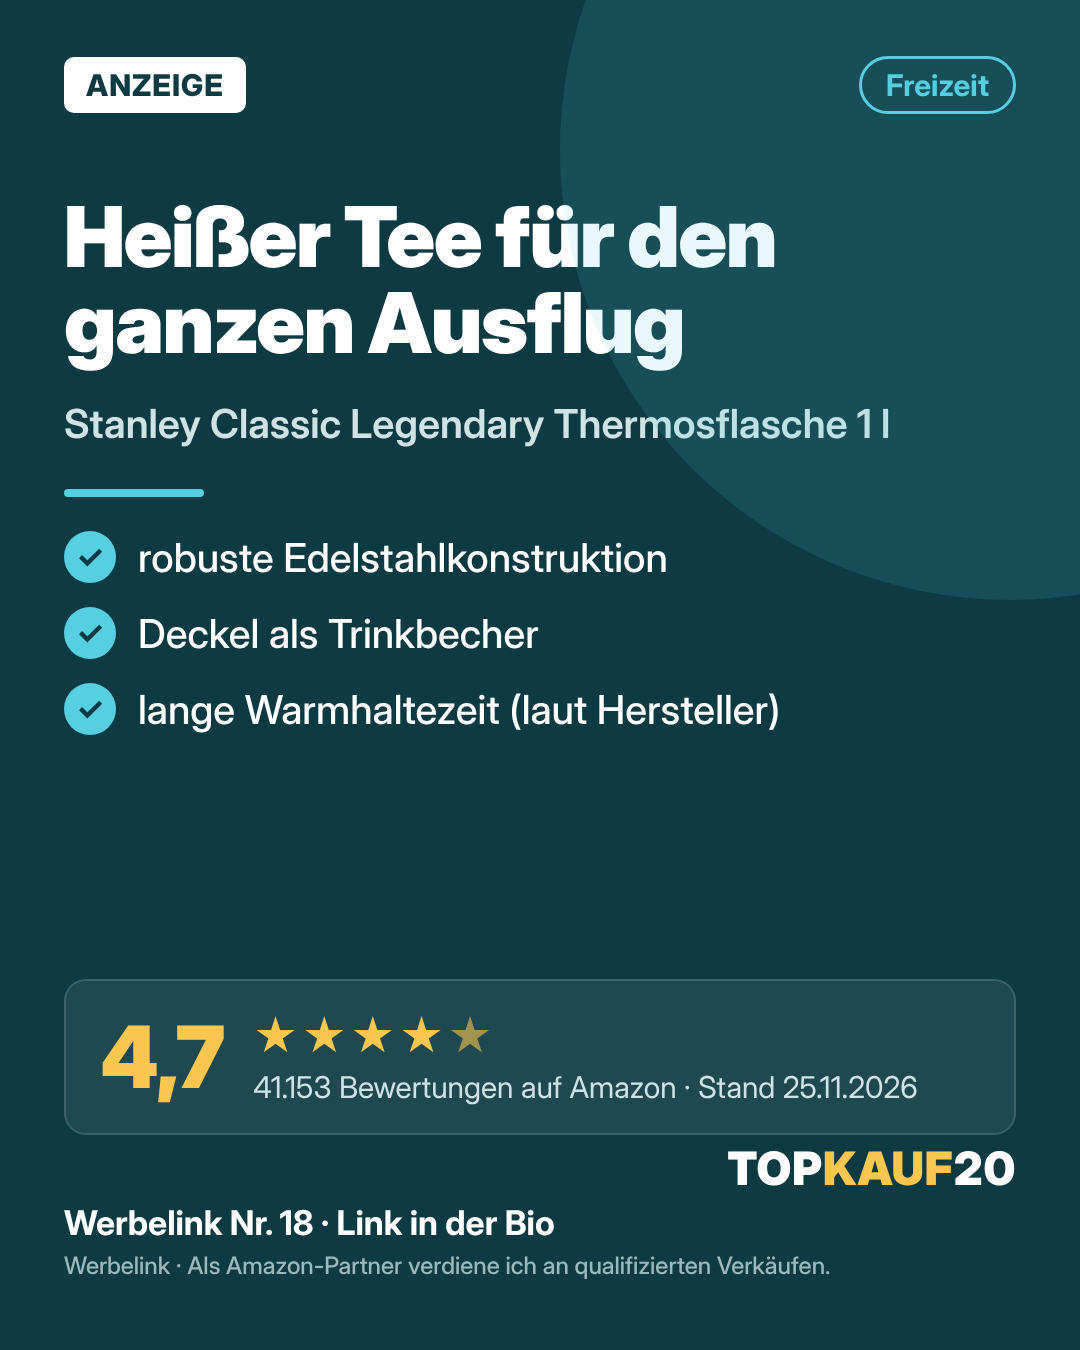 ANZEIGE
Freizeit
Heißer Tee für den
ganzen Ausflug
Stanley Classic Legendary Thermosflasche 1 l
robuste Edelstahlkonstruktion
Deckel als Trinkbecher
lange Warmhaltezeit (laut Hersteller)
4,7
41.153 Bewertungen auf Amazon · Stand 25.11.2026
TOPKAUF20
Werbelink Nr. 18 · Link in der Bio
Werbelink · Als Amazon-Partner verdiene ich an qualifizierten Verkäufen.